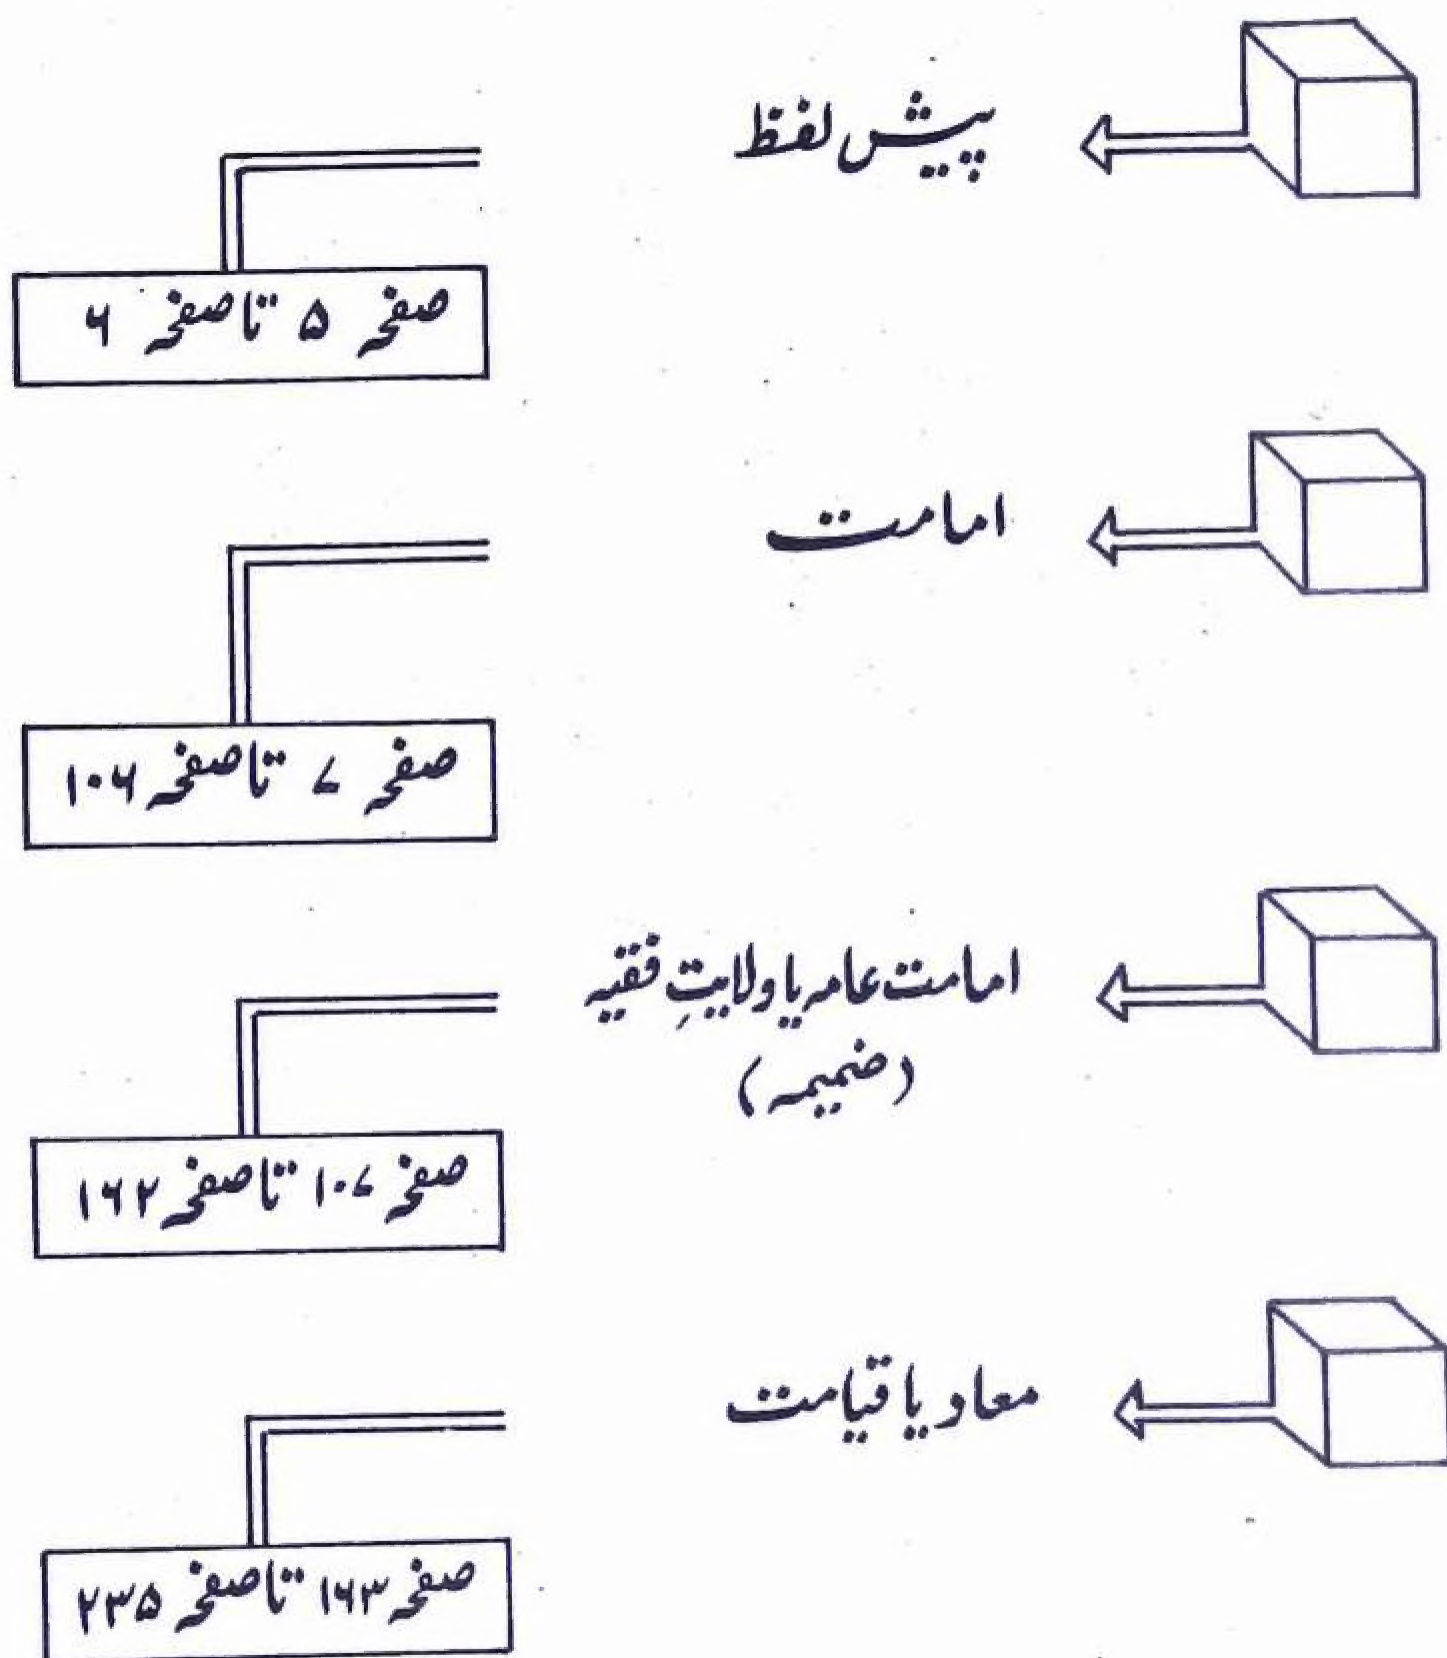 پیش لفظ
صفحہ ۵ تا صفحہ ۶
امامت
صفحہ ۷ تا صفحہ ۱۰۶
امامت عامہ یا ولایتِ فقیہ
(ضمیمہ)
صفحہ ۱۰۷ تا صفحہ ۱۶۲
معاد یا قیامت
صفحہ ۱۶۳ تا صفحہ ۲۳۵